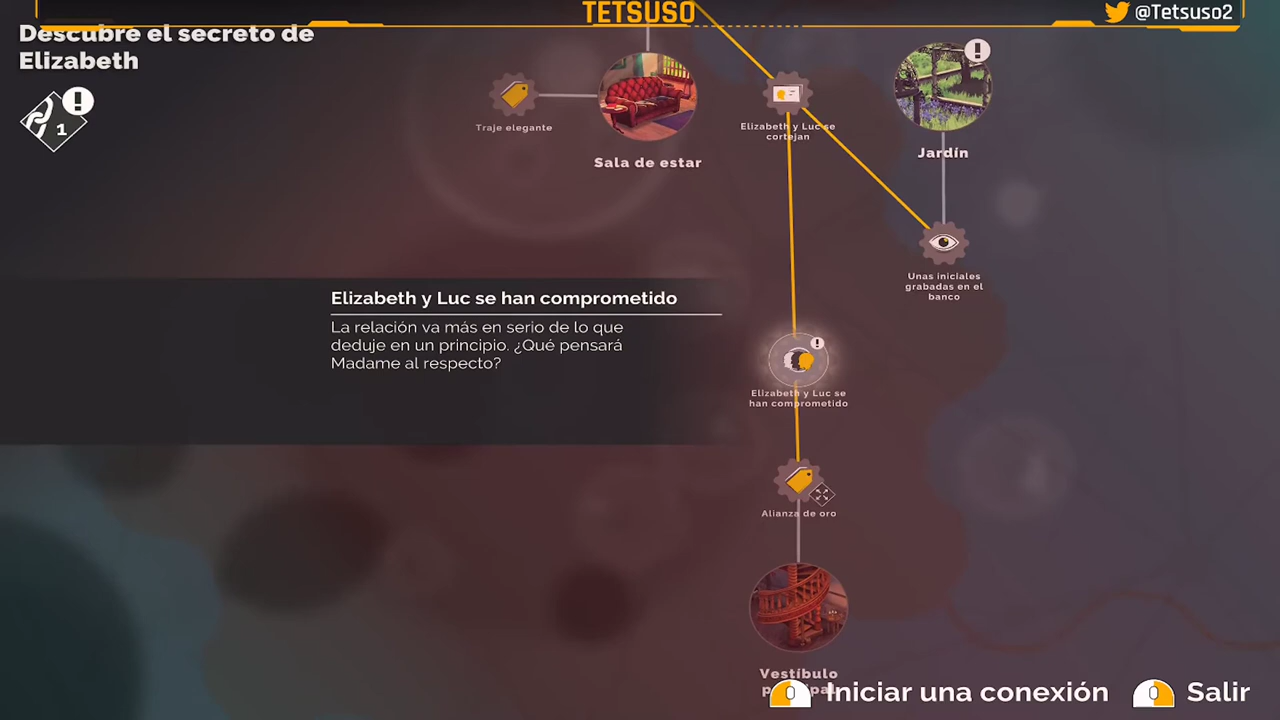 TETSUSO
@Tetsuso2
Descubre el secreto de
Elizabeth
1
Traje elegante
Sala de estar
Elizabeth y Luc se
cortejan
Jardín
Unas iniciales
grabadas en el
banco
Elizabeth y Luc se han comprometido
La relación va más en serio de lo que
deduje en un principio. ¿Qué pensará
Madame al respecto?
Elizabeth y Luc se
han comprometido
Alianza de oro
Vestíbulo
Iniciar una conexión
Salir